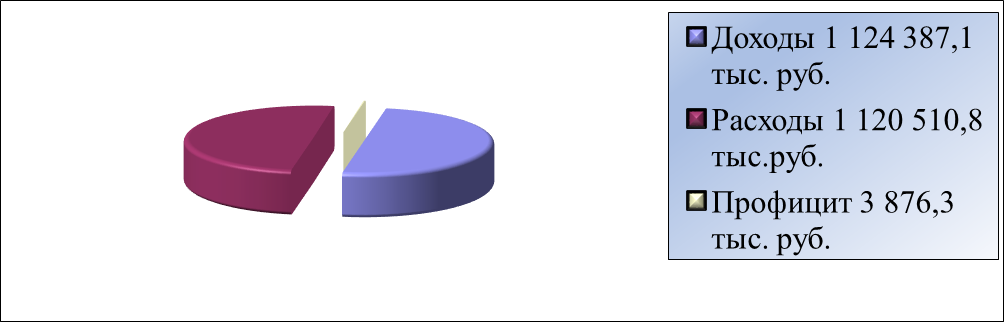 Доходы 1 124 387,1
тыс. руб.
Расходы 1 120 510,8
тыс.руб.
Профицит 3 876,3
тыс. руб.